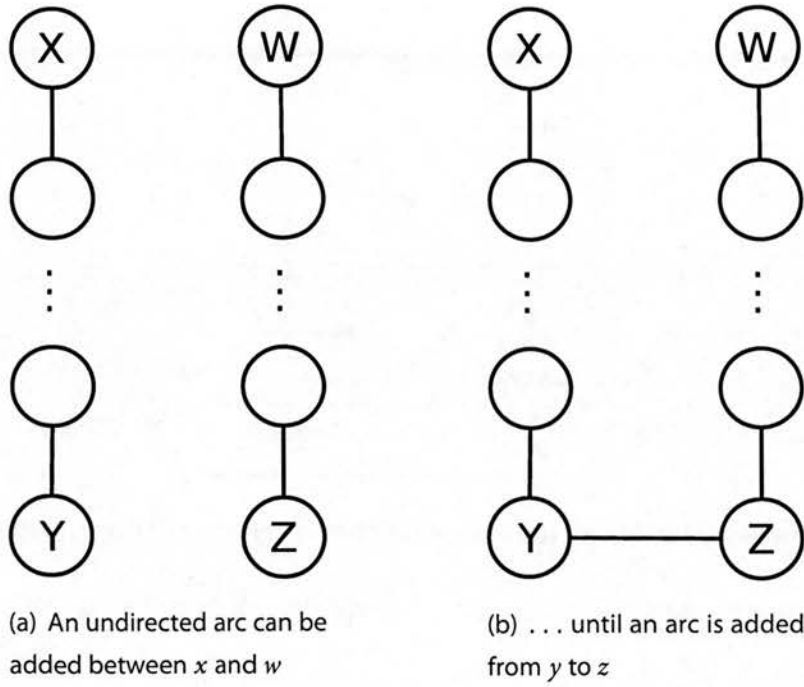 X W X W
⋮ ⋮ ⋮ ⋮
Y Z Y Z
(a) An undirected arc can be
added between x and w
(b) . . . until an arc is added
from y to z